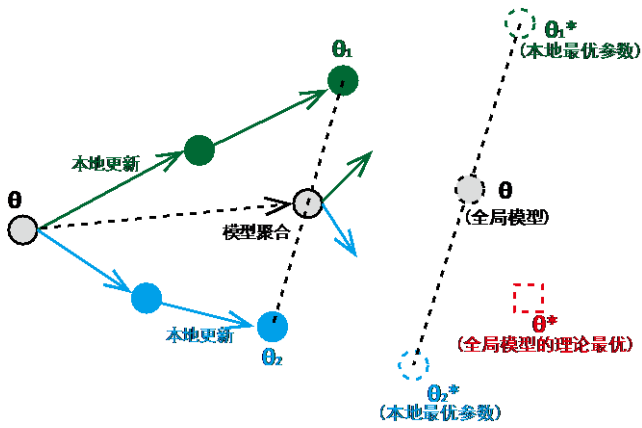 θ₁*
(本地最优参数)
θ₁
本地更新
θ
θ
(全局模型)
模型聚合
θ*
(全局模型的理论最优)
本地更新
θ₂
θ₂*
(本地最优参数)